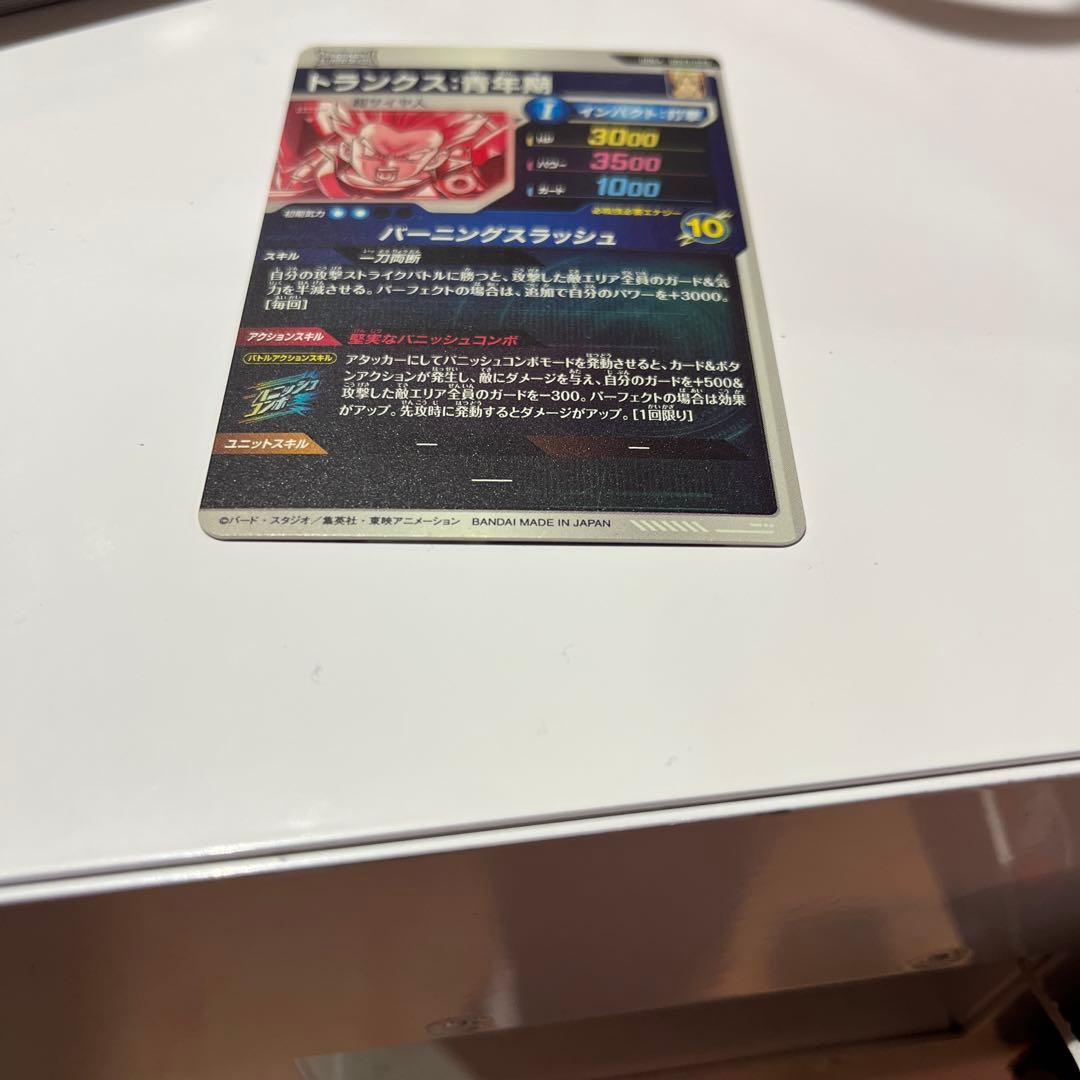 トランクス:青年期
超サイヤ人
I インパクト:打撃
3000
パワー 3500
ガード 1000
初期気力
必殺技必要エナジー 10
バーニングスラッシュ
スキル 一刀両断
自分の攻撃ストライクバトルに勝つと、攻撃した敵エリア全員のガード&気
力を半減させる。パーフェクトの場合は、追加で自分のパワーを+3000。
[毎回]
アクションスキル 堅実なバニッシュコンボ
バトルアクションスキル
バニッシュ
コンボ
アタッカーにしてバニッシュコンボモードを発動させると、カード&ボタ
ンアクションが発生し、敵にダメージを与え、自分のガードを+500&
攻撃した敵エリア全員のガードを-300。パーフェクトの場合は効果
がアップ。先攻時に発動するとダメージがアップ。[1回限り]
ユニットスキル — —
—
©バード・スタジオ／集英社・東映アニメーション BANDAI MADE IN JAPAN